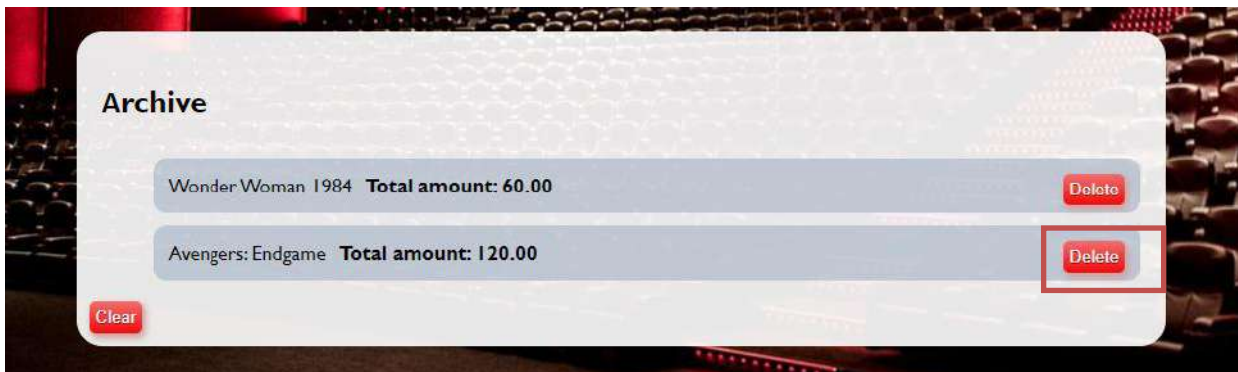 Archive
Wonder Woman 1984 Total amount: 60.00 Delete
Avengers: Endgame Total amount: 120.00 Delete
Clear